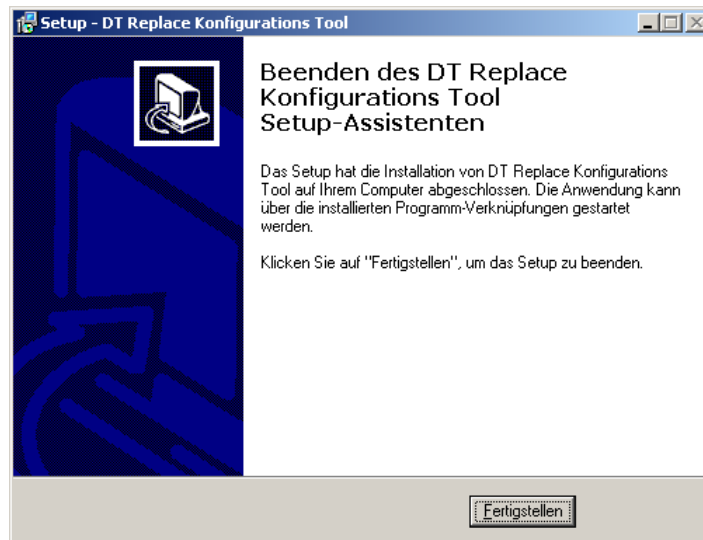 Setup - DT Replace Konfigurations Tool
Beenden des DT Replace
Konfigurations Tool
Setup-Assistenten
Das Setup hat die Installation von DT Replace Konfigurations
Tool auf Ihrem Computer abgeschlossen. Die Anwendung kann
über die installierten Programm-Verknüpfungen gestartet
werden.
Klicken Sie auf "Fertigstellen", um das Setup zu beenden.
Fertigstellen